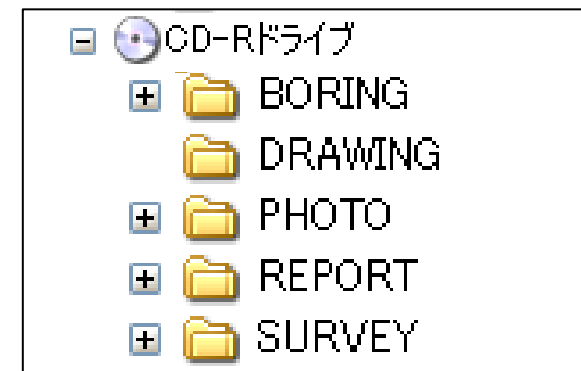 CD-Rドライブ
BORING
DRAWING
PHOTO
REPORT
SURVEY